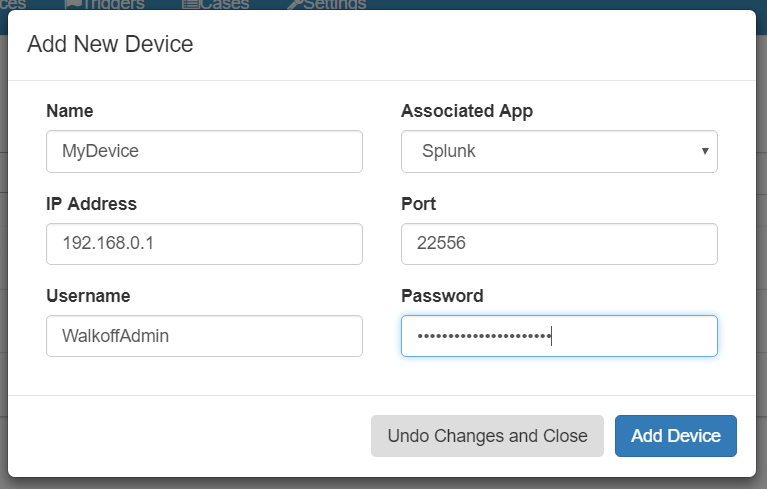 ces Triggers Cases Settings
Add New Device
Name
Associated App
MyDevice
Splunk
IP Address
Port
192.168.0.1
22556
Username
Password
WalkoffAdmin
••••••••••••••••••••••
Undo Changes and Close
Add Device